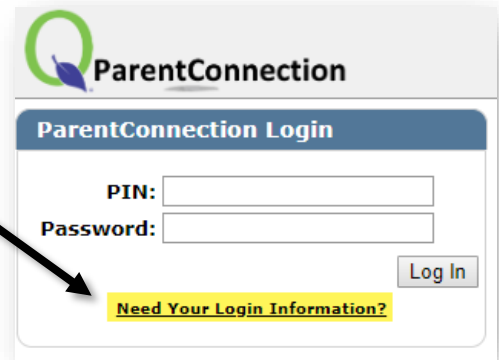 ParentConnection
ParentConnection Login
PIN:
Password:
Log In
Need Your Login Information?